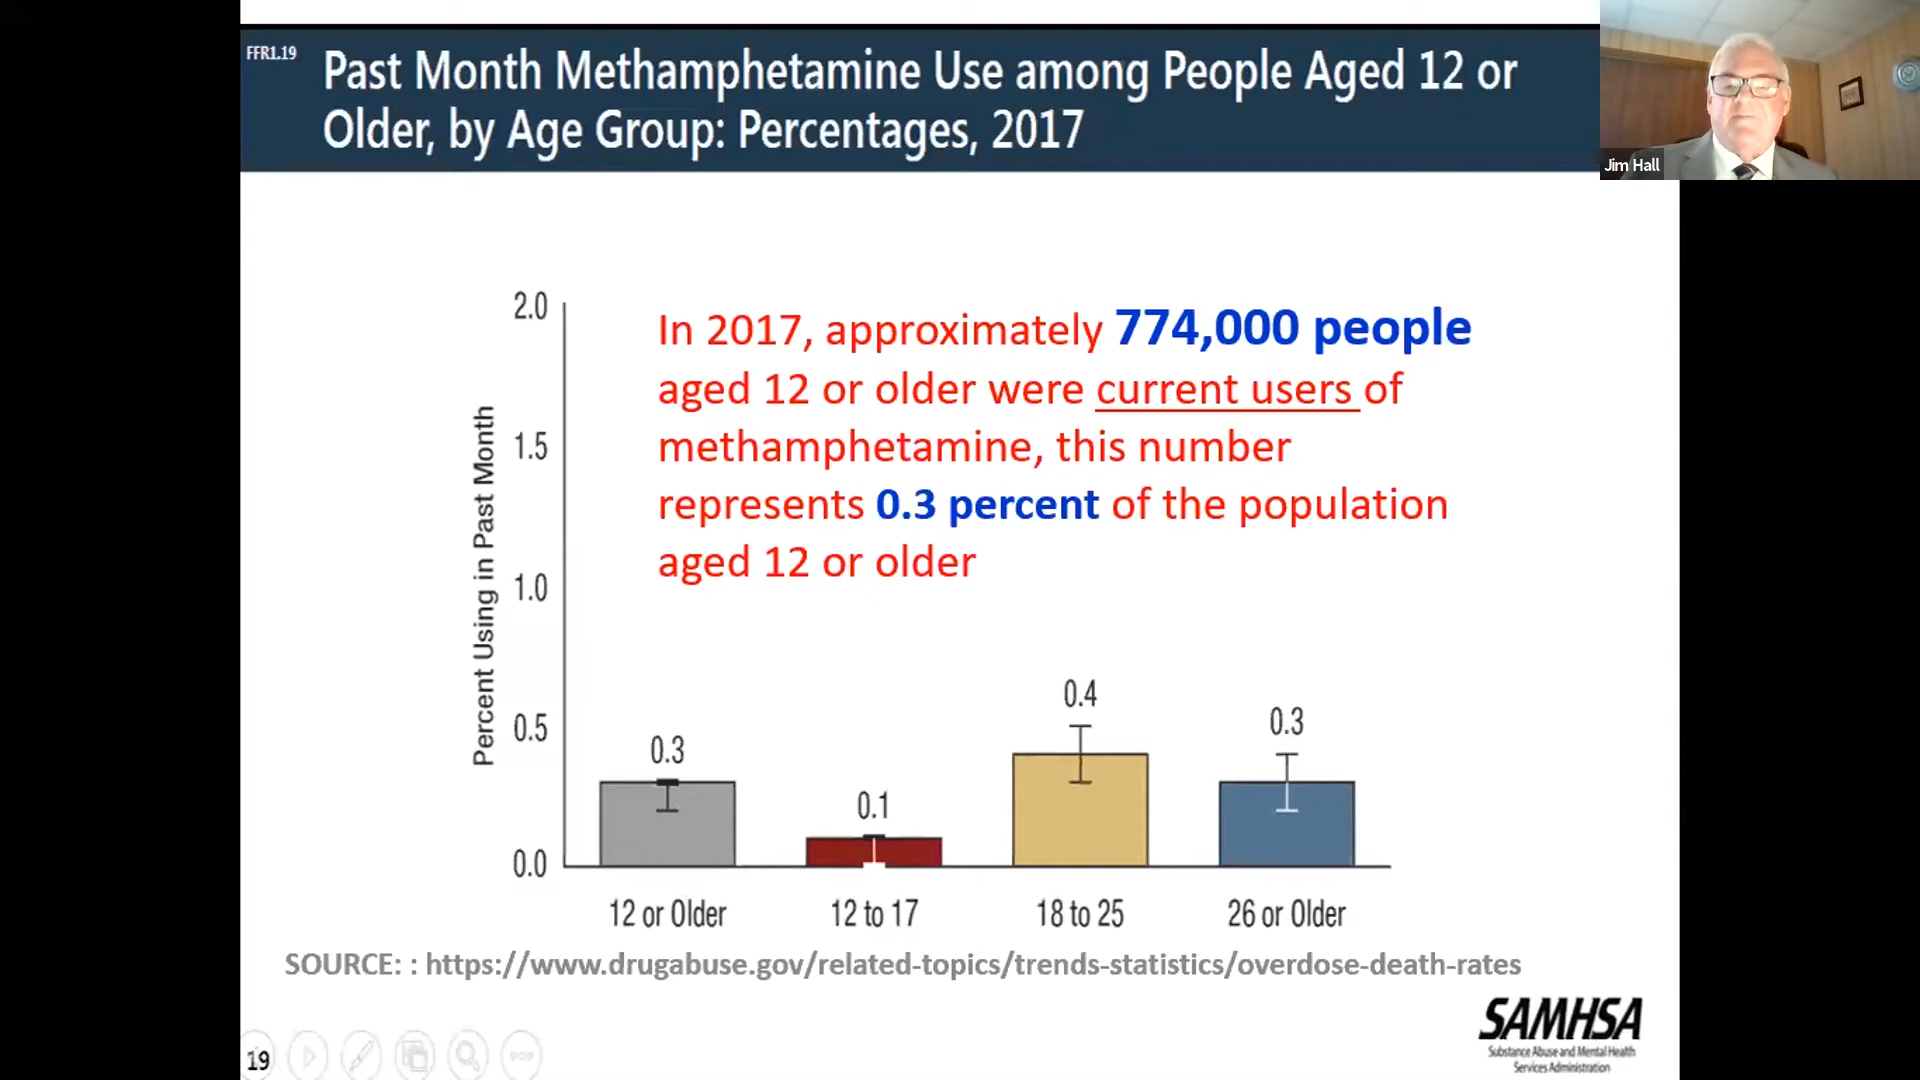 FFR1.19
Past Month Methamphetamine Use among People Aged 12 or
Older, by Age Group: Percentages, 2017
Jim Hall
In 2017, approximately 774,000 people
aged 12 or older were current users of
methamphetamine, this number
represents 0.3 percent of the population
aged 12 or older
Percent Using in Past Month
2.0
1.5
1.0
0.5
0.0
0.3
0.1
0.4
0.3
12 or Older
12 to 17
18 to 25
26 or Older
SOURCE: : https://www.drugabuse.gov/related-topics/trends-statistics/overdose-death-rates
SAMHSA
Substance Abuse and Mental Health
Services Administration
19